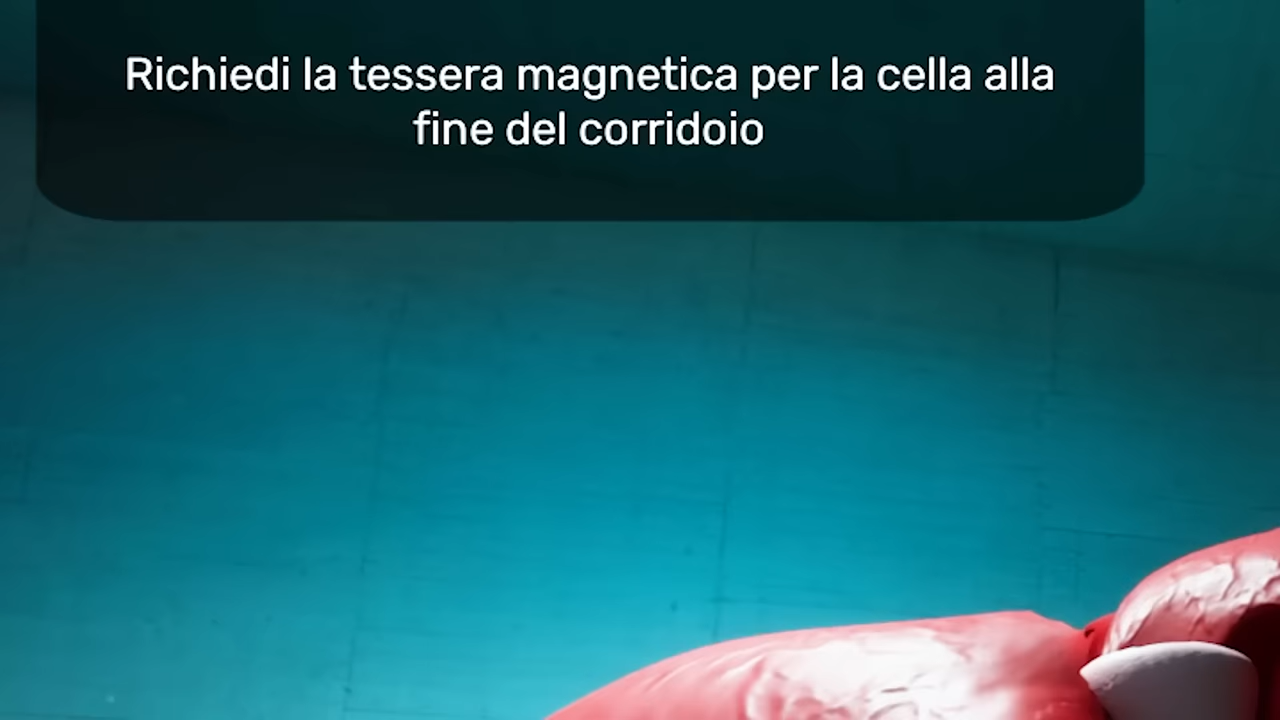 Richiedi la tessera magnetica per la cella alla
fine del corridoio